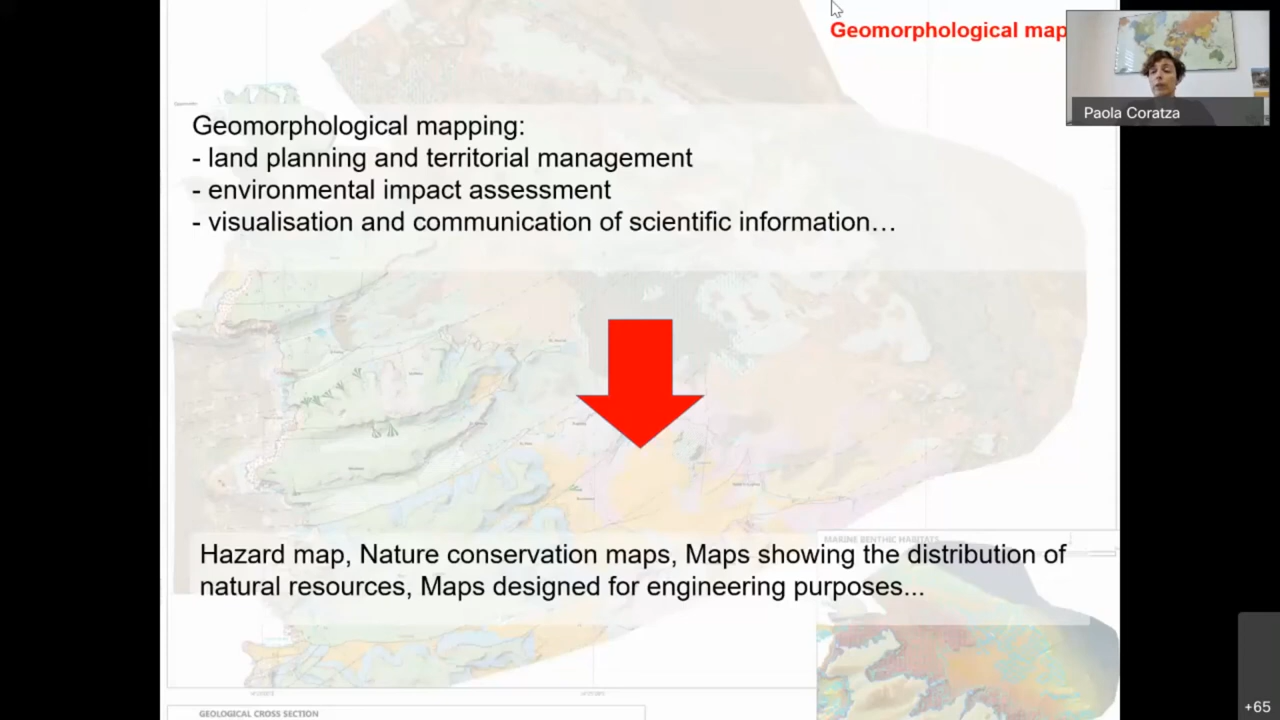 Geomorphological map
Paola Coratza
Geomorphological mapping:
- land planning and territorial management
- environmental impact assessment
- visualisation and communication of scientific information…
MARINE BENTHIC HABITATS
Hazard map, Nature conservation maps, Maps showing the distribution of
natural resources, Maps designed for engineering purposes...
GEOLOGICAL CROSS SECTION
+65